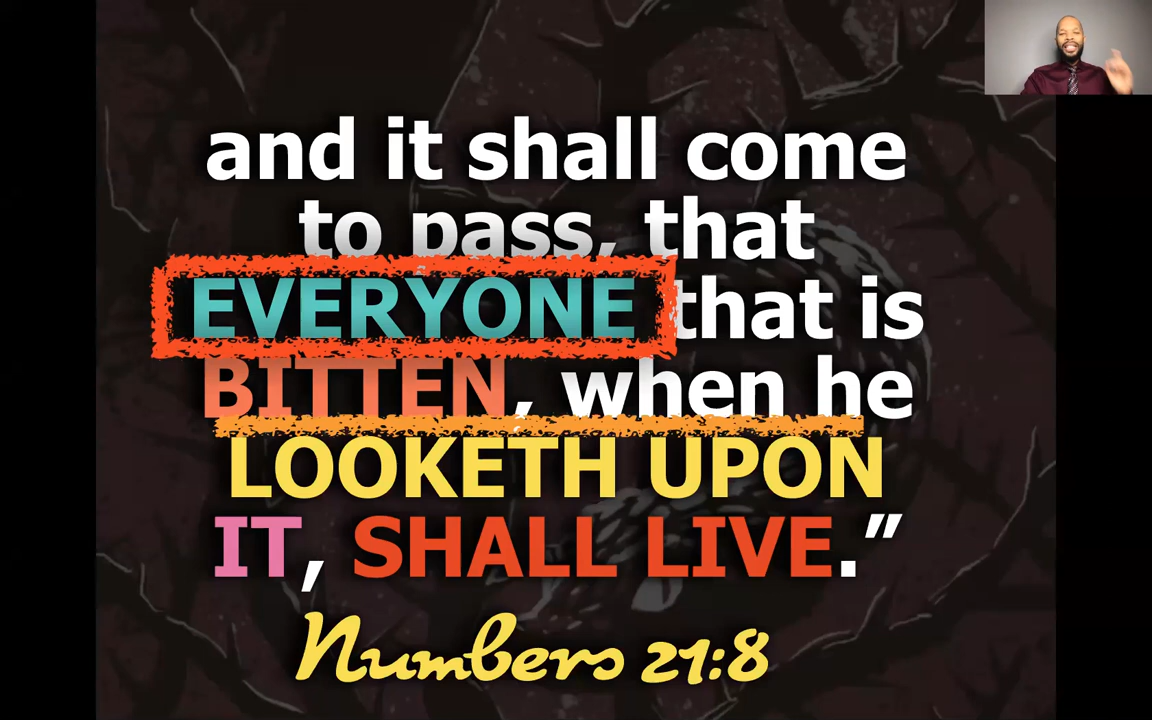 and it shall come
to pass, that
EVERYONE that is
BITTEN, when he
LOOKETH UPON
IT, SHALL LIVE.”
Numbers 21:8